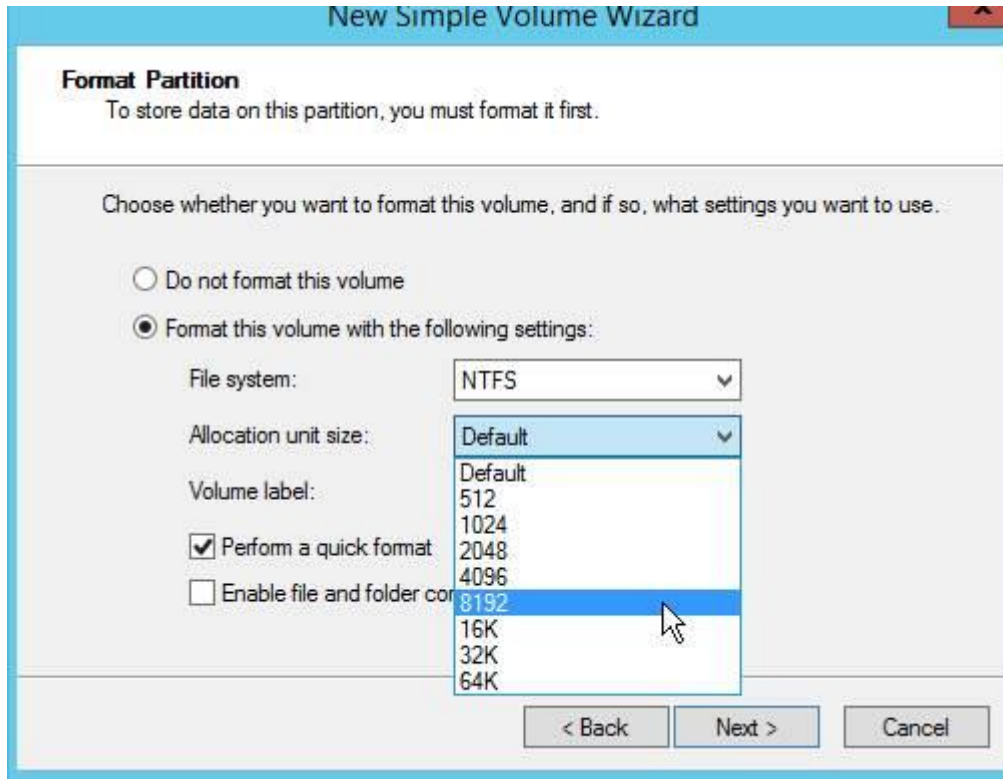 New Simple Volume Wizard
Format Partition
To store data on this partition, you must format it first.
Choose whether you want to format this volume, and if so, what settings you want to use.
Do not format this volume
Format this volume with the following settings:
File system: NTFS
Allocation unit size: Default
Default
Volume label:
512
1024
Perform a quick format
2048
4096
Enable file and folder
8192
16K
32K
64K
< Back Next > Cancel